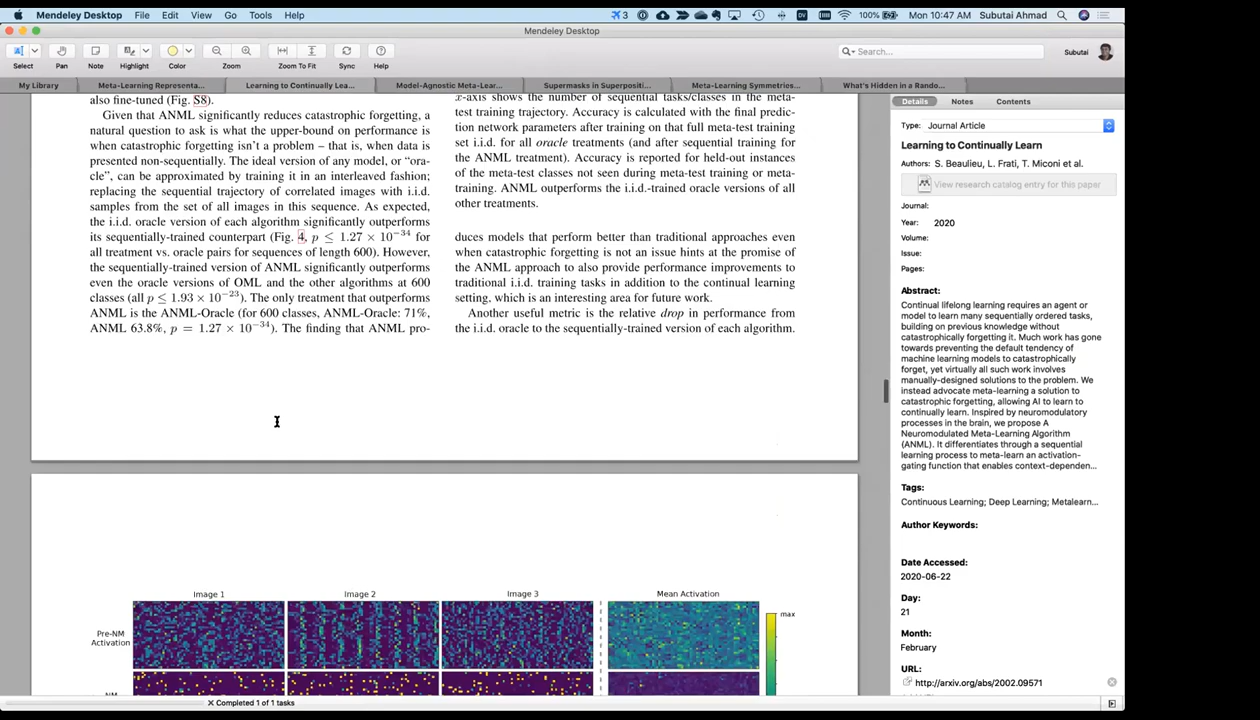 Mendeley Desktop File Edit View Go Tools Help
3 100% Mon 10:47 AM Subutai Ahmad
Mendeley Desktop
Select Pan Note Highlight Color Zoom Zoom To Fit Sync Help
Search...
Subutai
My Library
Meta-Learning Representa...
Learning to Continually Lea...
Model-Agnostic Meta-Lear...
Supermasks in Superpositi...
Meta-Learning Symmetries...
What's Hidden in a Rando...
also fine-tuned (Fig. S8).
Given that ANML significantly reduces catastrophic forgetting, a
natural question to ask is what the upper-bound on performance is
when catastrophic forgetting isn't a problem – that is, when data is
presented non-sequentially. The ideal version of any model, or "ora-
cle", can be approximated by training it in an interleaved fashion;
replacing the sequential trajectory of correlated images with i.i.d.
samples from the set of all images in this sequence. As expected,
the i.i.d. oracle version of each algorithm significantly outperforms
its sequentially-trained counterpart (Fig. 4, p ≤ 1.27 × 10⁻³⁴ for
all treatment vs. oracle pairs for sequences of length 600). However,
the sequentially-trained version of ANML significantly outperforms
even the oracle versions of OML and the other algorithms at 600
classes (all p ≤ 1.93 × 10⁻²³). The only treatment that outperforms
ANML is the ANML-Oracle (for 600 classes, ANML-Oracle: 71%,
ANML 63.8%, p = 1.27 × 10⁻³⁴). The finding that ANML pro-
x-axis shows the number of sequential tasks/classes in the meta-
test training trajectory. Accuracy is calculated with the final predic-
tion network parameters after training on that full meta-test training
set i.i.d. for all oracle treatments (and after sequential training for
the ANML treatment). Accuracy is reported for held-out instances
of the meta-test classes not seen during meta-test training or meta-
training. ANML outperforms the i.i.d.-trained oracle versions of all
other treatments.
duces models that perform better than traditional approaches even
when catastrophic forgetting is not an issue hints at the promise of
the ANML approach to also provide performance improvements to
traditional i.i.d. training tasks in addition to the continual learning
setting, which is an interesting area for future work.
Another useful metric is the relative drop in performance from
the i.i.d. oracle to the sequentially-trained version of each algorithm.
Image 1 Image 2 Image 3 Mean Activation
max
Pre-NM
Activation
NM
Details Notes Contents
Type: Journal Article
Learning to Continually Learn
Authors: S. Beaulieu, L. Frati, T. Miconi et al.
View research catalog entry for this paper
Journal:
Year: 2020
Volume:
Issue:
Pages:
Abstract:
Continual lifelong learning requires an agent or
model to learn many sequentially ordered tasks,
building on previous knowledge without
catastrophically forgetting it. Much work has gone
towards preventing the default tendency of
machine learning models to catastrophically
forget, yet virtually all such work involves
manually-designed solutions to the problem. We
instead advocate meta-learning a solution to
catastrophic forgetting, allowing AI to learn to
continually learn. Inspired by neuromodulatory
processes in the brain, we propose A
Neuromodulated Meta-Learning Algorithm
(ANML). It differentiates through a sequential
learning process to meta-learn an activation-
gating function that enables context-dependen...
Tags:
Continuous Learning; Deep Learning; Metalearn...
Author Keywords:
Date Accessed:
2020-06-22
Day:
21
Month:
February
URL:
http://arxiv.org/abs/2002.09571
Completed 1 of 1 tasks